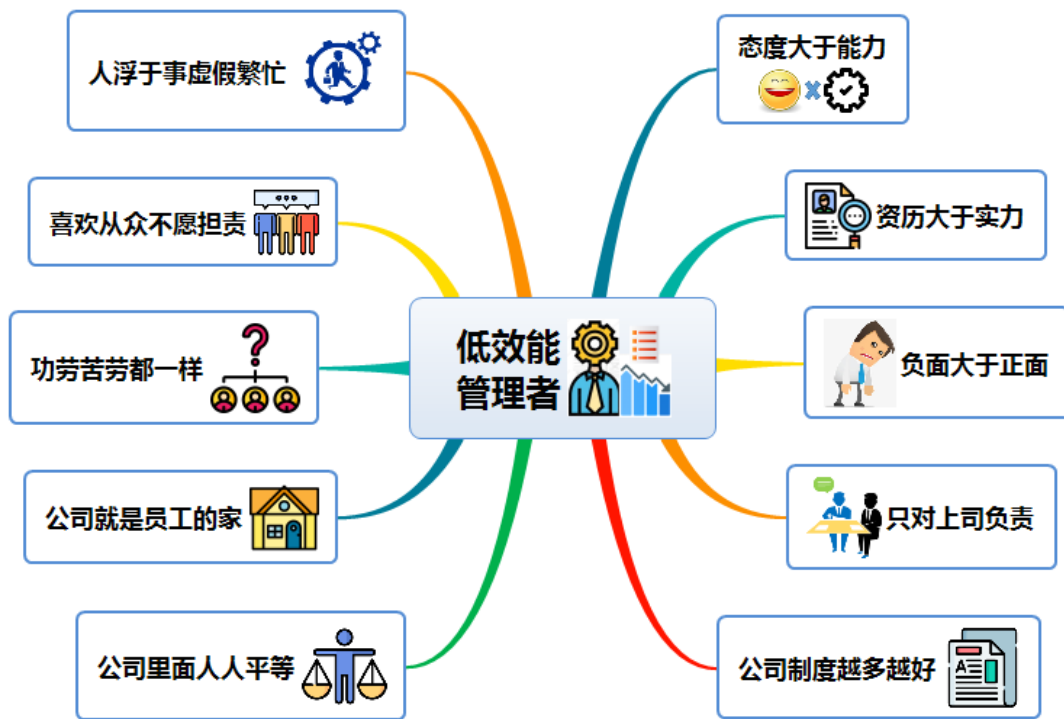 低效能
管理者
态度大于能力
资历大于实力
负面大于正面
只对上司负责
公司制度越多越好
人浮于事虚假繁忙
喜欢从众不愿担责
功劳苦劳都一样
公司就是员工的家
公司里面人人平等